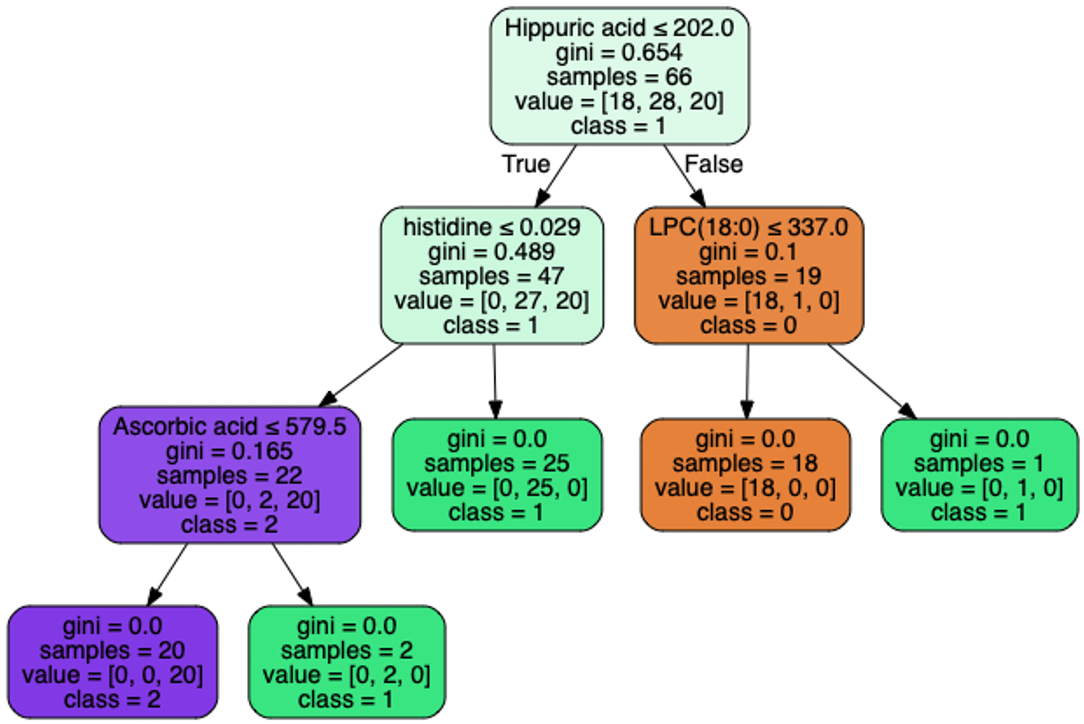 Hippuric acid ≤ 202.0
gini = 0.654
samples = 66
value = [18, 28, 20]
class = 1
True
False
histidine ≤ 0.029
gini = 0.489
samples = 47
value = [0, 27, 20]
class = 1
LPC(18:0) ≤ 337.0
gini = 0.1
samples = 19
value = [18, 1, 0]
class = 0
Ascorbic acid ≤ 579.5
gini = 0.165
samples = 22
value = [0, 2, 20]
class = 2
gini = 0.0
samples = 25
value = [0, 25, 0]
class = 1
gini = 0.0
samples = 18
value = [18, 0, 0]
class = 0
gini = 0.0
samples = 1
value = [0, 1, 0]
class = 1
gini = 0.0
samples = 20
value = [0, 0, 20]
class = 2
gini = 0.0
samples = 2
value = [0, 2, 0]
class = 1